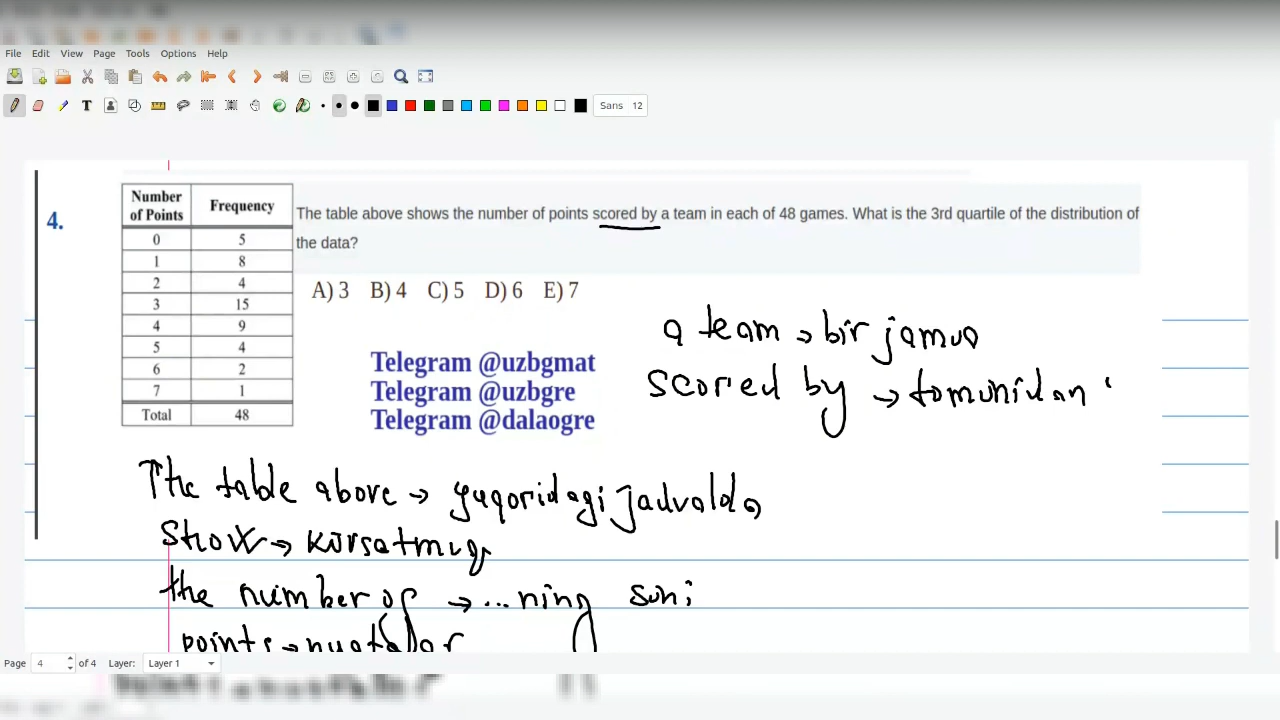 File Edit View Page Tools Options Help
Sans 12
4.
Number of Points Frequency
0 5
1 8
2 4
3 15
4 9
5 4
6 2
7 1
Total 48
The table above shows the number of points scored by a team in each of 48 games. What is the 3rd quartile of the distribution of
the data?
A) 3 B) 4 C) 5 D) 6 E) 7
Telegram @uzbgmat
Telegram @uzbgre
Telegram @dalaogre
a team → bir jamoa
scored by → tomonidan
The table above → yuqoridagi jadvalda
Show → korsatmoq
the number of → ...ning soni
points → nuqtalar
Page 4 of 4 Layer: Layer 1